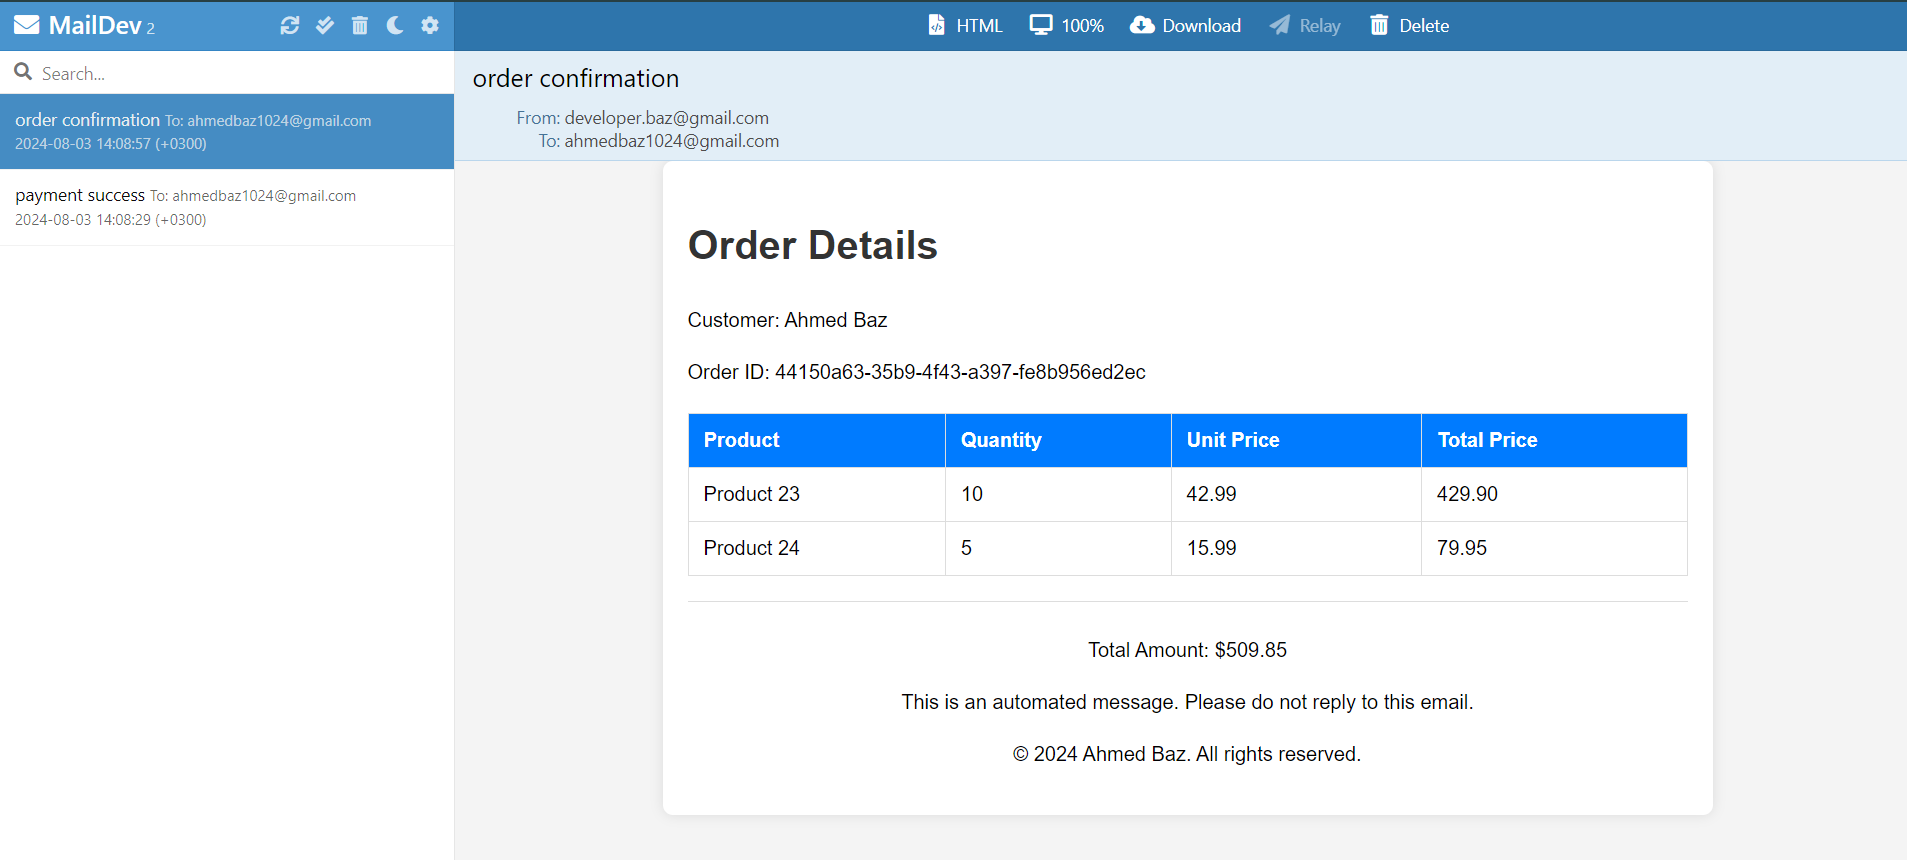 MailDev 2
HTML 100% Download Relay Delete
Search...
order confirmation To: ahmedbaz1024@gmail.com
2024-08-03 14:08:57 (+0300)
payment success To: ahmedbaz1024@gmail.com
2024-08-03 14:08:29 (+0300)
order confirmation
From: developer.baz@gmail.com
To: ahmedbaz1024@gmail.com
Order Details
Customer: Ahmed Baz
Order ID: 44150a63-35b9-4f43-a397-fe8b956ed2ec
Product Quantity Unit Price Total Price
Product 23 10 42.99 429.90
Product 24 5 15.99 79.95
Total Amount: $509.85
This is an automated message. Please do not reply to this email.
© 2024 Ahmed Baz. All rights reserved.